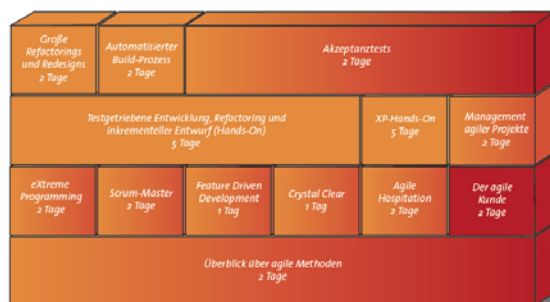 Große
Refactorings
und Redesigns
2 Tage
Automatisierter
Build-Prozess
2 Tage
Akzeptanztests
2 Tage
Testgetriebene Entwicklung, Refactoring und
inkrementeller Entwurf (Hands-On)
5 Tage
XP-Hands-On
5 Tage
Management
agiler Projekte
2 Tage
eXtreme
Programming
2 Tage
Scrum-Master
2 Tage
Feature Driven
Development
1 Tag
Crystal Clear
1 Tag
Agile
Hospitation
2 Tage
Der agile
Kunde
2 Tage
Überblick über agile Methoden
2 Tage